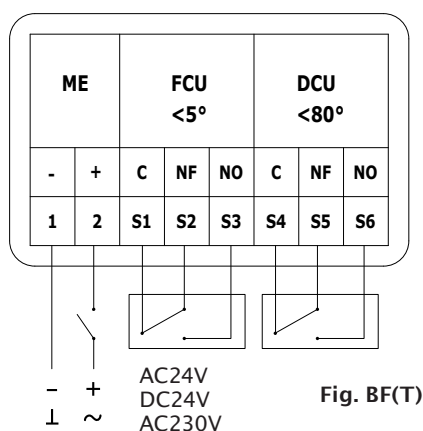 ME FCU DCU
<5° <80°
- + C NF NO C NF NO
1 2 S1 S2 S3 S4 S5 S6
- + AC24V
DC24V
⊥ ~ AC230V
Fig. BF(T)